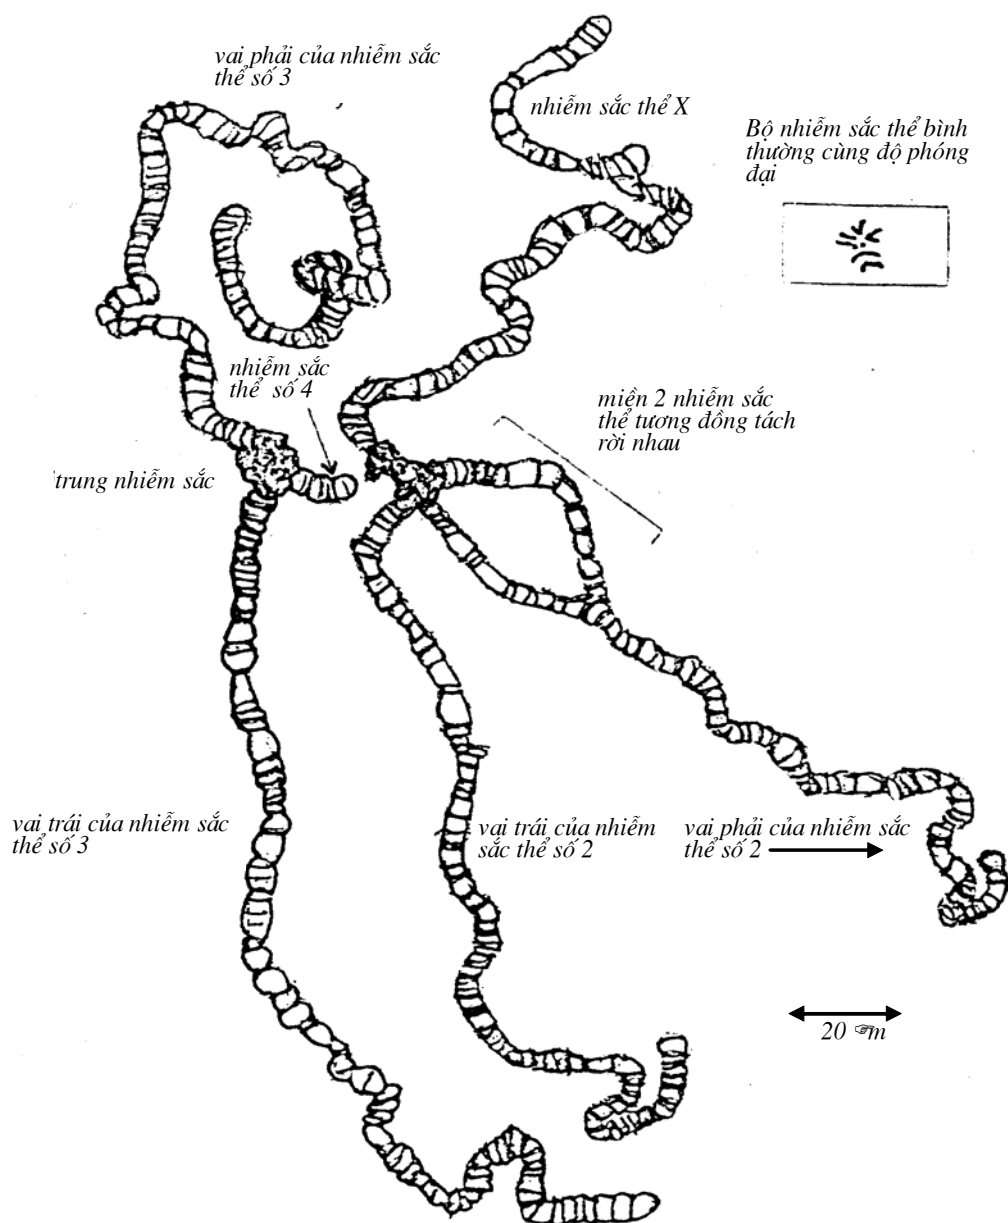 vai phải của nhiễm sắc
thể số 3
nhiễm sắc thể X
Bộ nhiễm sắc thể bình
thường cùng độ phóng
đại
nhiễm sắc
thể số 4
miền 2 nhiễm sắc
thể tương đồng tách
rời nhau
trung nhiễm sắc
vai trái của nhiễm sắc
thể số 3
vai trái của nhiễm
sắc thể số 2
vai phải của nhiễm sắc
thể số 2
20 ☞m